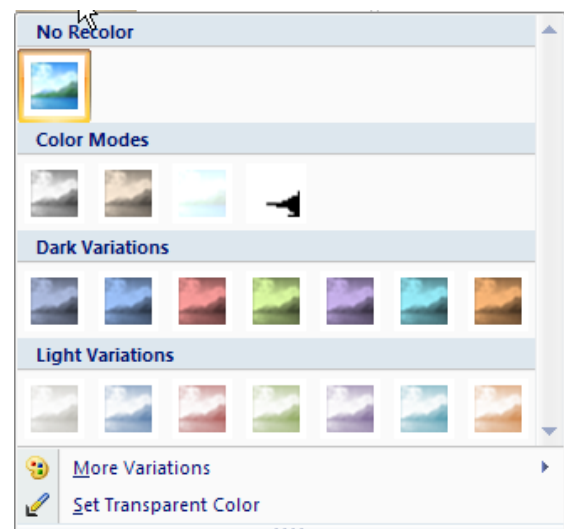 No Recolor
Color Modes
Dark Variations
Light Variations
More Variations
Set Transparent Color